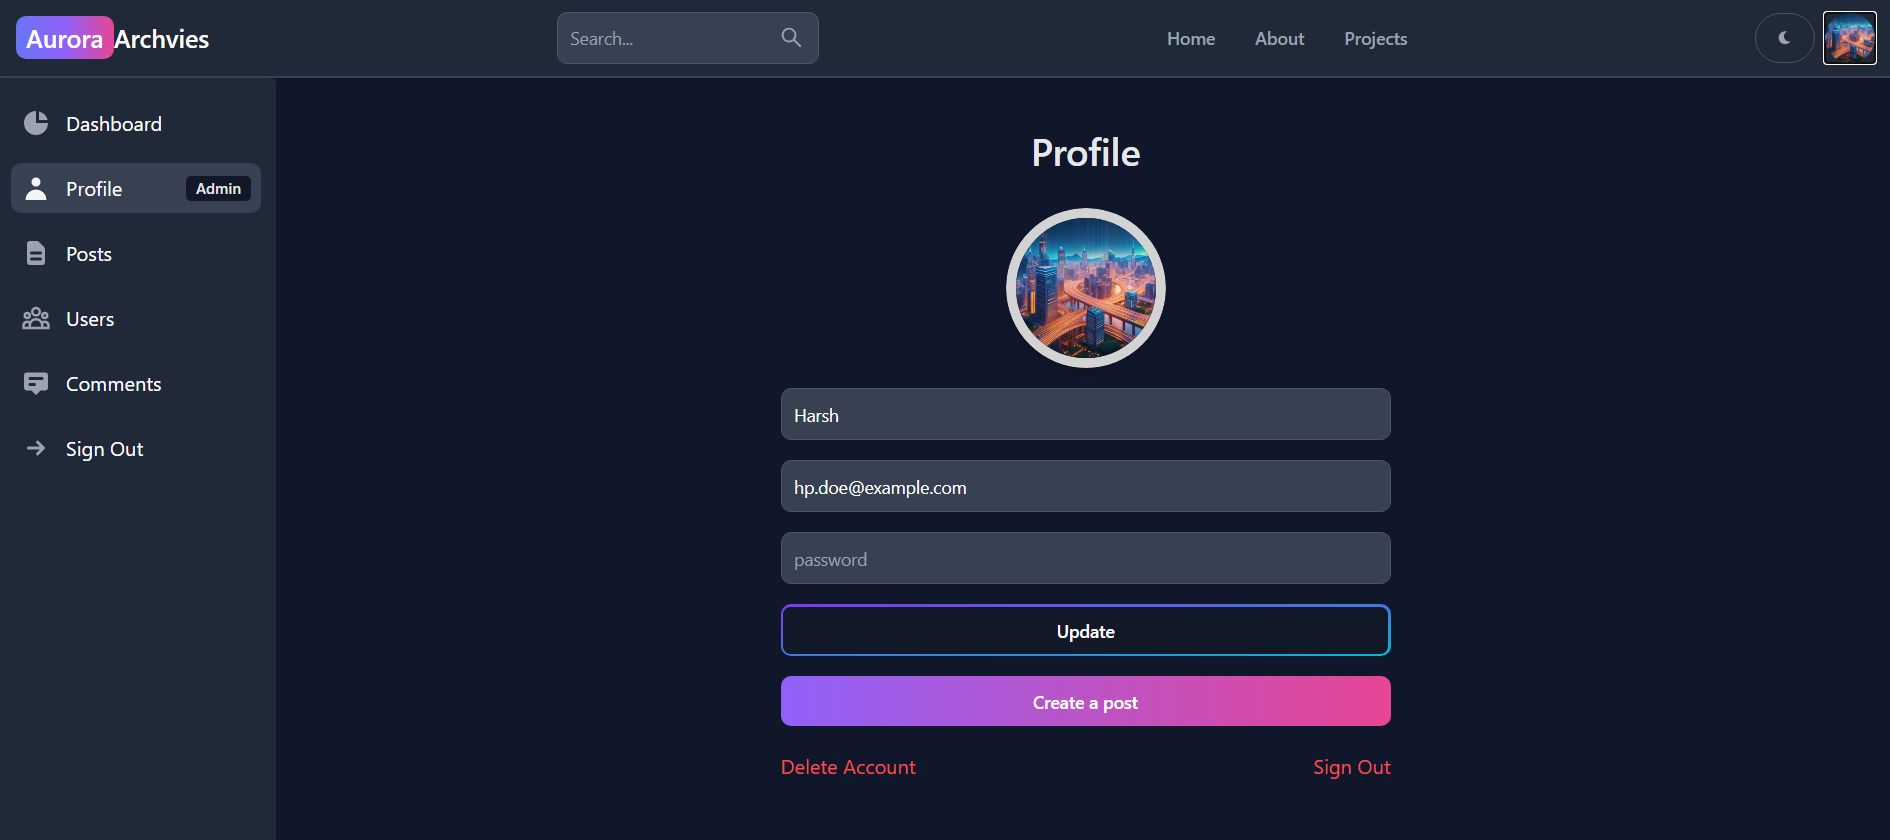 Aurora Archvies
Search...
Home
About
Projects
Dashboard
Profile
Admin
Posts
Users
Comments
Sign Out
Profile
Harsh
hp.doe@example.com
password
Update
Create a post
Delete Account
Sign Out